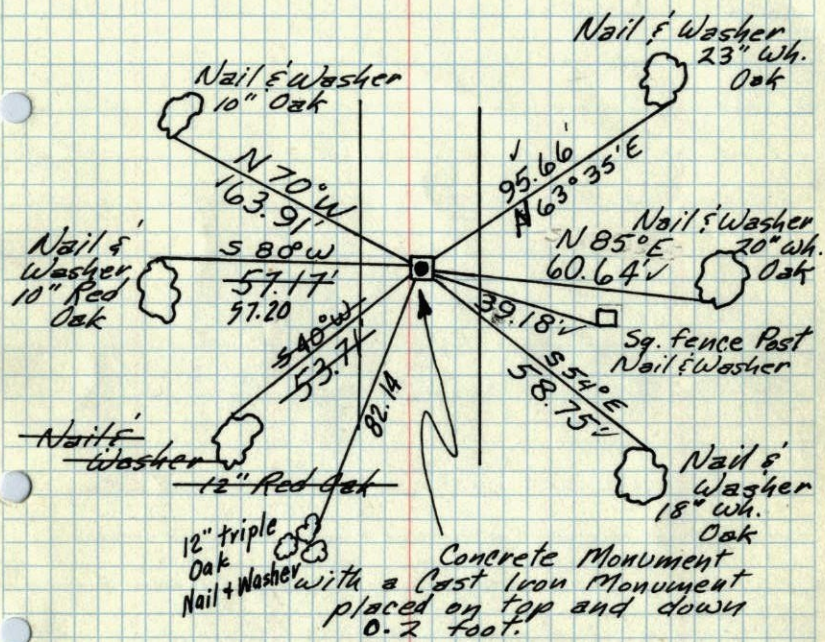 Nail & Washer
10" Oak
N 70° W
163.91'
Nail & Washer
23" Wh.
Oak
✓
95.66'
N 63° 35' E
Nail &
Washer
10" Red
Oak
S 88° W
57.17'
57.20
N 85° E
60.64'✓
Nail & Washer
20" Wh.
Oak
39.18'✓
Sq. fence Post
Nail & Washer
S 40° W
53.71'
Nail &
Washer
12" Red Oak
82.14
12" triple
Oak
Nail + Washer
S 54° E
58.75'✓
Nail &
Washer
18" Wh.
Oak
Concrete Monument
with a Cast Iron Monument
placed on top and down
0.2 foot.